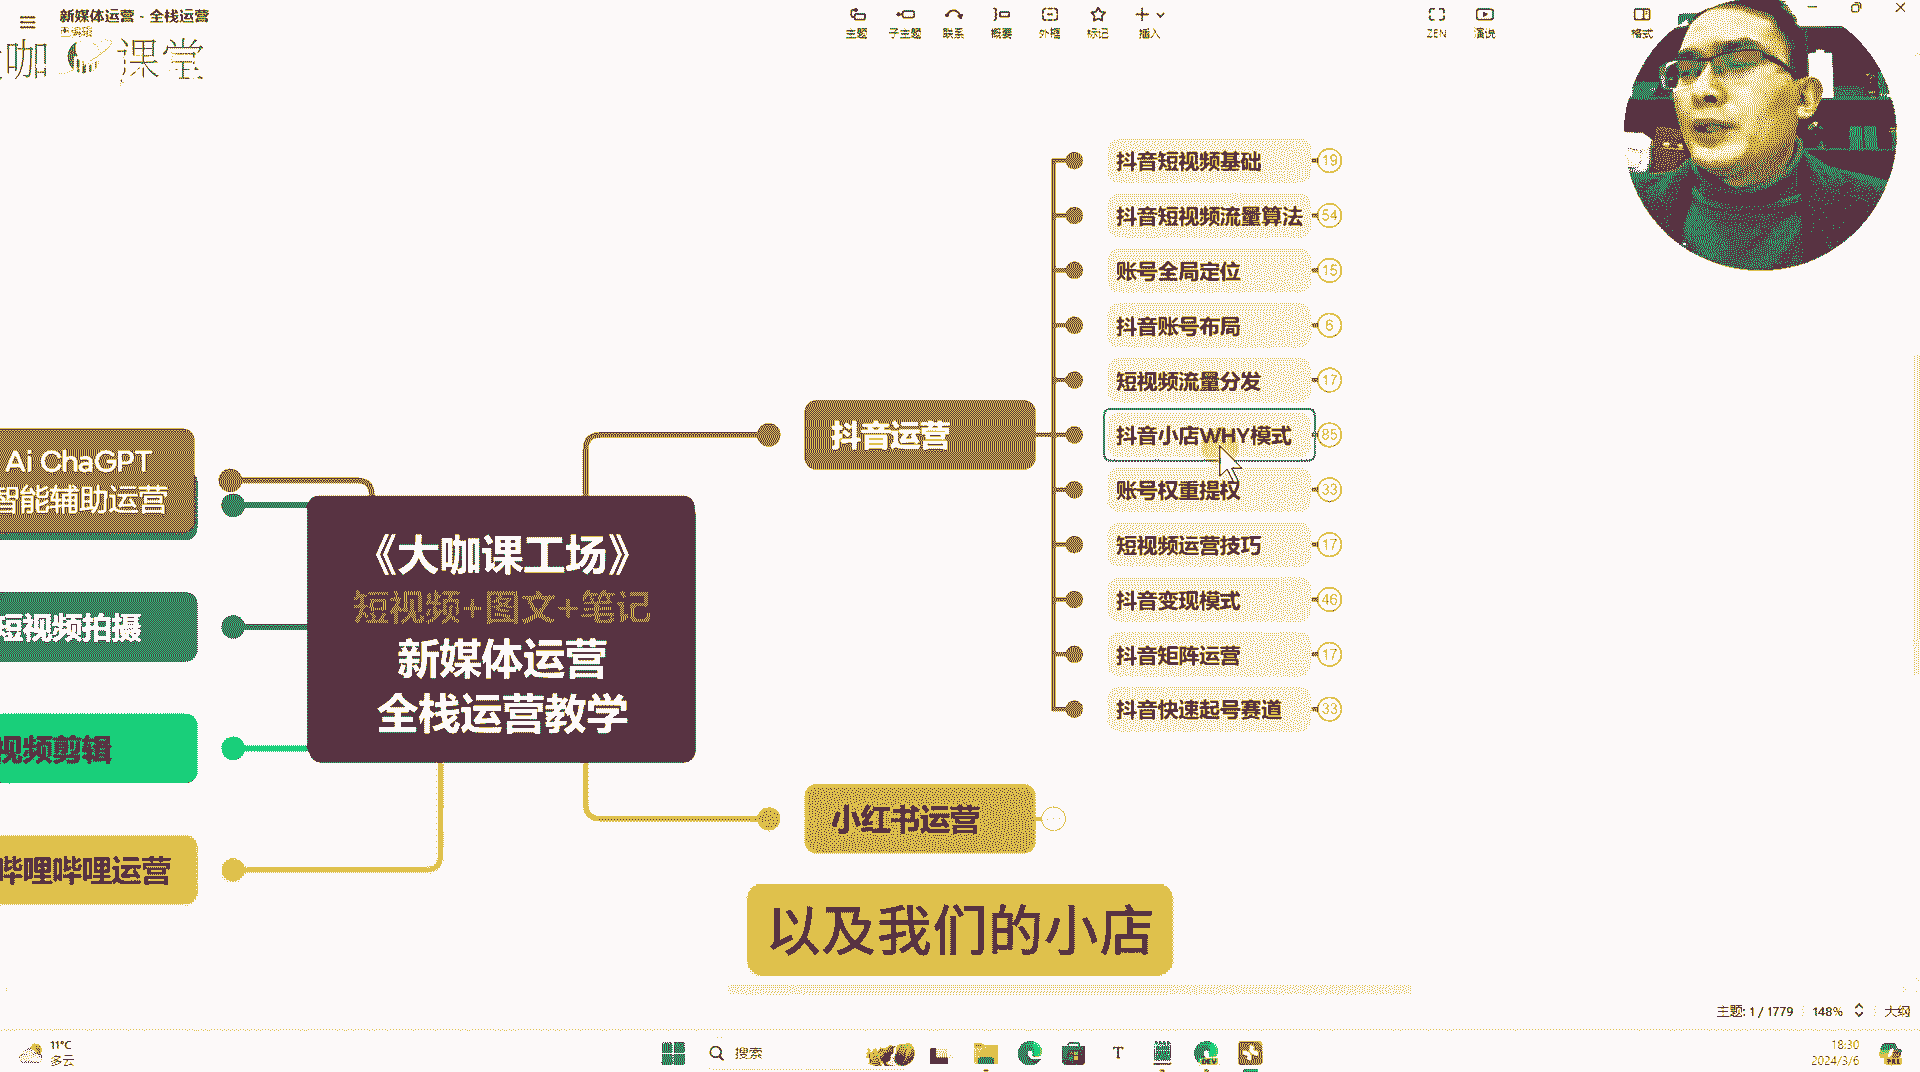 新媒体运营 - 全栈运营
已编辑
咖 课堂
主题 子主题 联系 概要 外框 标记 插入
ZEN 演说 格式
抖音短视频基础 19
抖音短视频流量算法 54
账号全局定位 15
抖音账号布局 6
短视频流量分发 17
抖音运营
抖音小店WHY模式 85
账号权重提权 33
短视频运营技巧 17
抖音变现模式 46
抖音矩阵运营 17
抖音快速起号赛道 33
Ai ChaGPT
智能辅助运营
短视频拍摄
视频剪辑
哔哩哔哩运营
《大咖课工场》
短视频+图文+笔记
新媒体运营
全栈运营教学
小红书运营
以及我们的小店
主题: 1 / 1779 148% 大纲
11°C
多云
搜索
T
DEV
18:30
2024/3/6